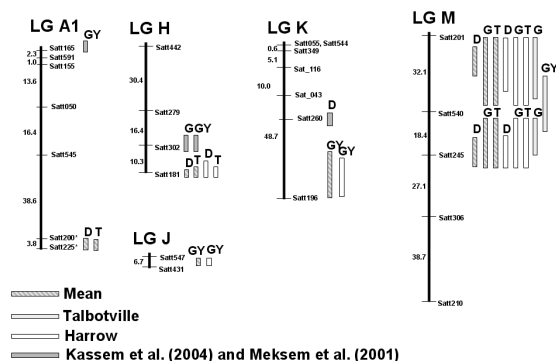 LG A1
GY
Satt165
2.3
Satt591
1.0
Satt155
13.6
Satt050
16.4
Satt545
38.6
D T
Satt200*
3.8
Satt225*
LG H
Satt442
30.4
Satt279
G GY
16.4
Satt302
D T D T
10.3
Satt181
LG J
GY GY
Satt547
6.7
Satt431
LG K
Satt055, Satt544
0.6
Satt349
5.1
Sat_116
10.0
Sat_043
D
Satt260
48.7
GY GY
Satt196
LG M
Satt201
D G T D G T G
GY
32.1
Satt540
G T G T G
18.4
D D
Satt245
27.1
Satt306
38.7
Satt210
Mean
Talbotville
Harrow
Kassem et al. (2004) and Meksem et al. (2001)